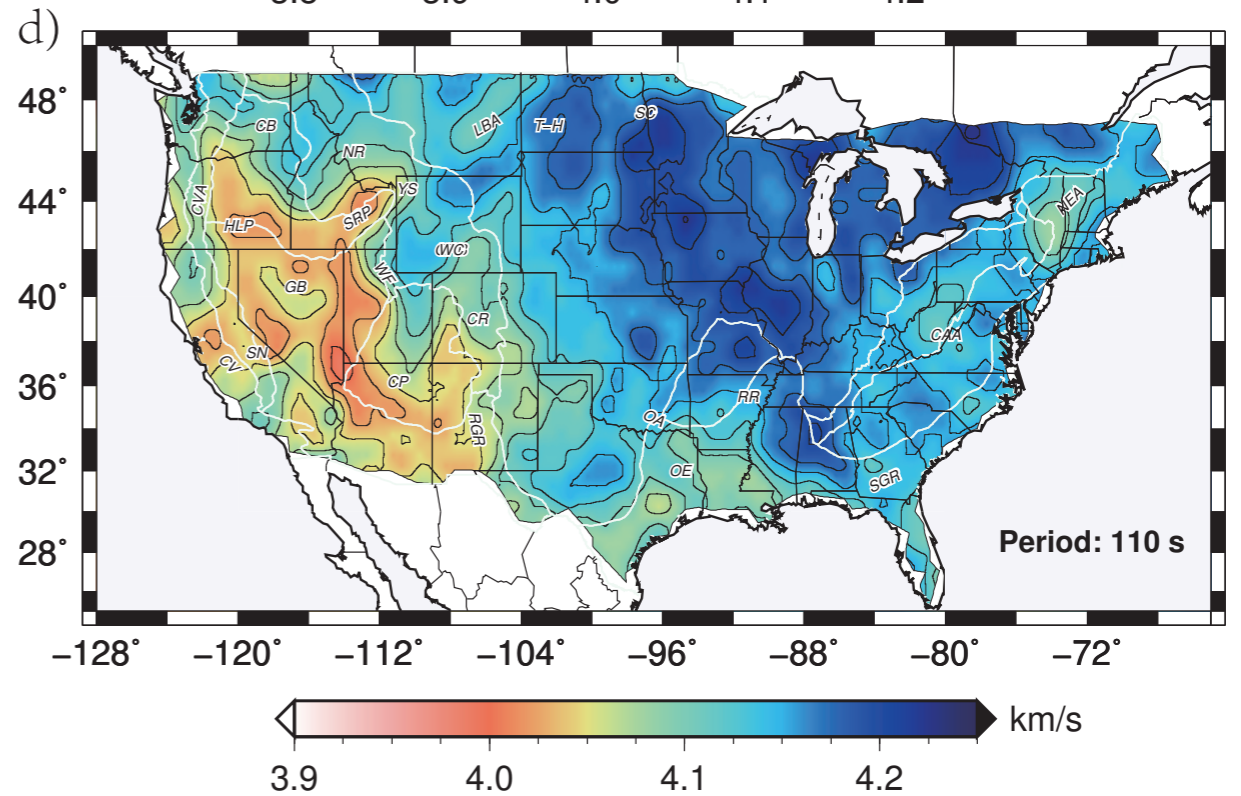 d)
48°
44°
40°
36°
32°
28°
CB
NR
LBA
T-H
SC
YS
CVA
HLP
SRP
NEA
WC
WF
GB
CR
CAA
CV
SN
CP
RR
OA
RGR
OE
SGR
Period: 110 s
−128° −120° −112° −104° −96° −88° −80° −72°
km/s
3.9 4.0 4.1 4.2